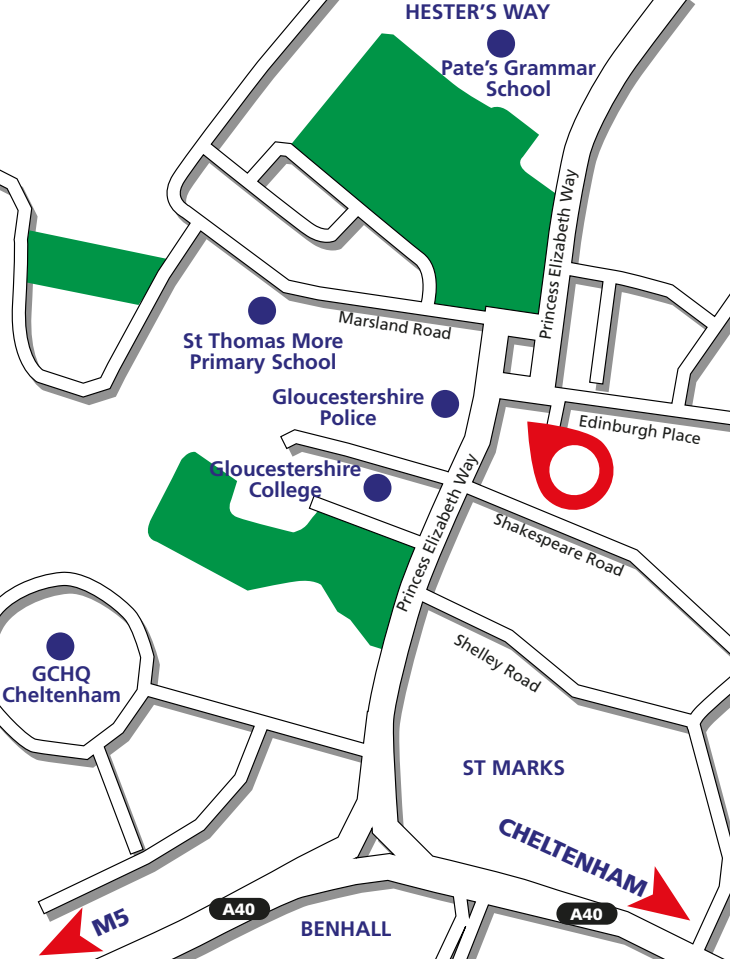 HESTER'S WAY
Pate's Grammar
School
Princess Elizabeth Way
Marsland Road
St Thomas More
Primary School
Gloucestershire
Police
Edinburgh Place
Gloucestershire
College
Princess Elizabeth Way
Shakespeare Road
Shelley Road
GCHQ
Cheltenham
ST MARKS
CHELTENHAM
M5
A40
A40
BENHALL